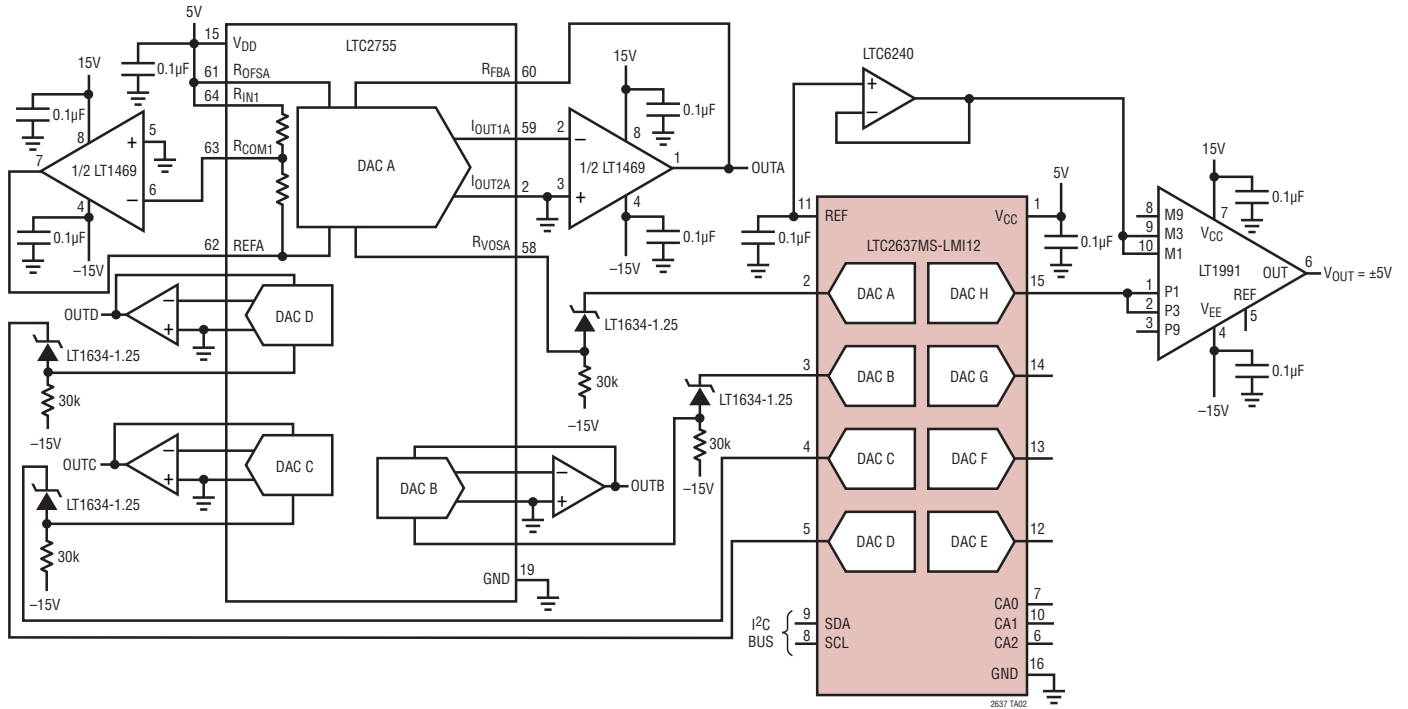 5V
15
VDD
LTC2755
0.1µF
61
ROFSA
64
RIN1
63
RCOM1
62
REFA
15V
0.1µF
8
5
+
7
1/2 LT1469
6
–
4
0.1µF
–15V
DAC A
RFBA
60
IOUT1A
59
IOUT2A
2
RVOSA
58
15V
0.1µF
2
–
8
1/2 LT1469
1
OUTA
3
+
4
0.1µF
–15V
OUTD
–
+
DAC D
LT1634-1.25
30k
–15V
OUTC
–
+
DAC C
LT1634-1.25
30k
–15V
DAC B
–
+
OUTB
GND
19
LT1634-1.25
30k
–15V
LT1634-1.25
30k
–15V
LTC6240
+
–
0.1µF
11
REF
VCC
1
5V
0.1µF
LTC2637MS-LMI12
2
DAC A
DAC H
15
3
DAC B
DAC G
14
4
DAC C
DAC F
13
5
DAC D
DAC E
12
CA0
7
I2C
BUS
9
SDA
CA1
10
8
SCL
CA2
6
GND
16
2637 TA02
15V
0.1µF
8
M9
7
9
M3
VCC
10
M1
LT1991
OUT
6
VOUT = ±5V
1
P1
REF
2
P3
VEE
5
3
P9
4
0.1µF
–15V